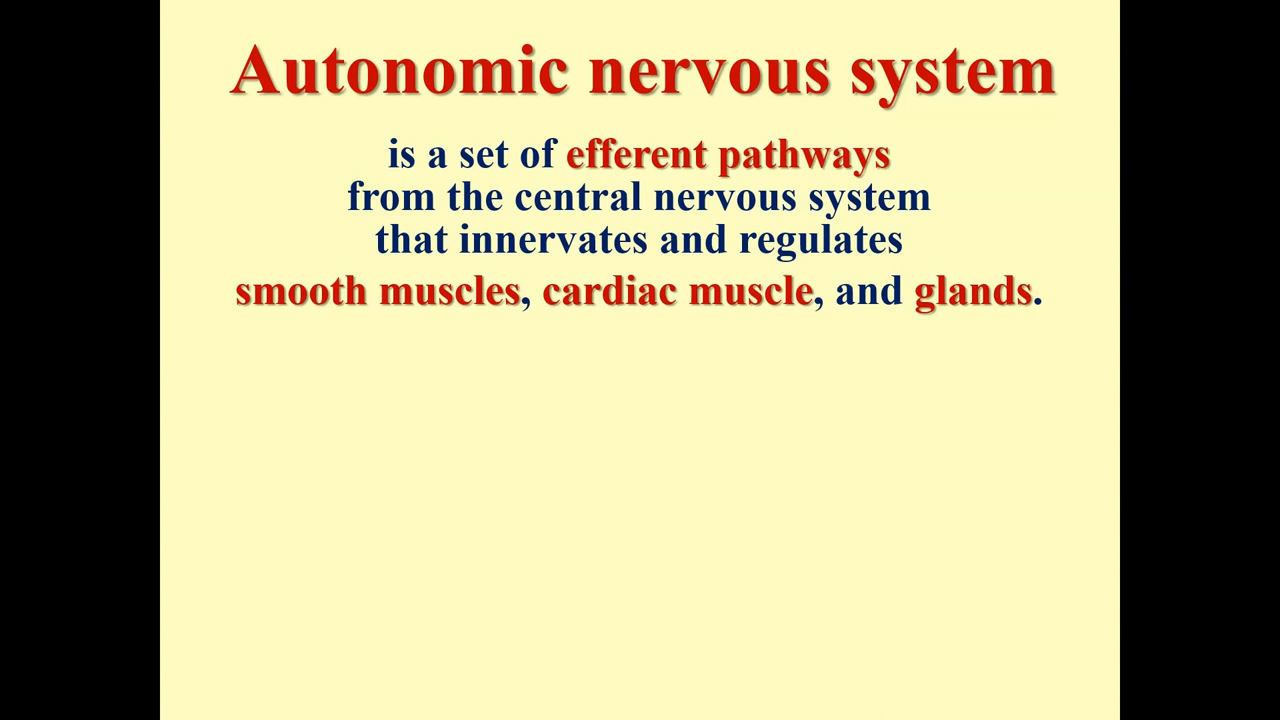 Autonomic nervous system
is a set of efferent pathways
from the central nervous system
that innervates and regulates
smooth muscles, cardiac muscle, and glands.